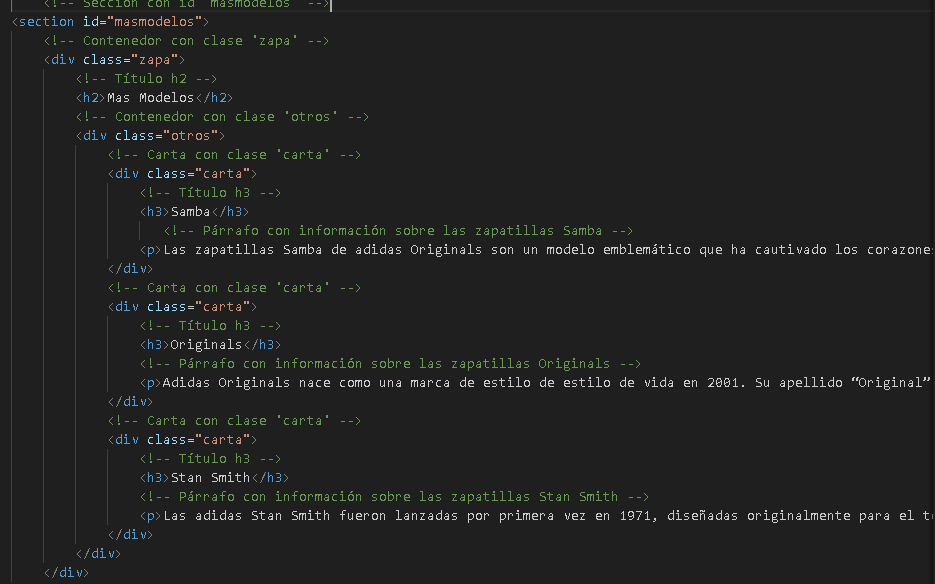 <!-- Sección con id "masmodelos" -->
<section id="masmodelos">
<!-- Contenedor con clase "zapa" -->
<div class="zapa">
<!-- Título h2 -->
<h2>Mas Modelos</h2>
<!-- Contenedor con clase "otros" -->
<div class="otros">
<!-- Carta con clase "carta" -->
<div class="carta">
<!-- Título h3 -->
<h3>Samba</h3>
<!-- Párrafo con información sobre las zapatillas Samba -->
<p>Las zapatillas Samba de adidas Originals son un modelo emblemático que ha cautivado los corazone
</div>
<!-- Carta con clase "carta" -->
<div class="carta">
<!-- Título h3 -->
<h3>Originals</h3>
<!-- Párrafo con información sobre las zapatillas Originals -->
<p>Adidas Originals nace como una marca de estilo de estilo de vida en 2001. Su apellido “Original”
</div>
<!-- Carta con clase "carta" -->
<div class="carta">
<!-- Título h3 -->
<h3>Stan Smith</h3>
<!-- Párrafo con información sobre las zapatillas Stan Smith -->
<p>Las adidas Stan Smith fueron lanzadas por primera vez en 1971, diseñadas originalmente para el
</div>
</div>
</div>